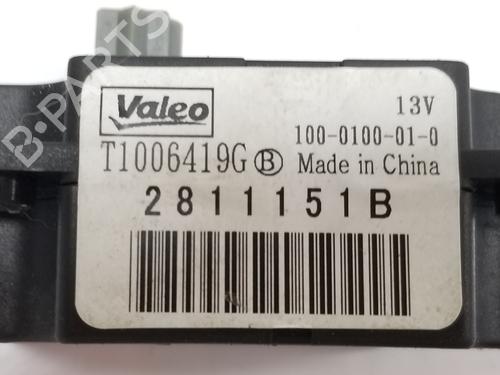 Valeo
13V
100-0100-01-0
T1006419G Ⓑ Made in China
2811151B
B-PARTS